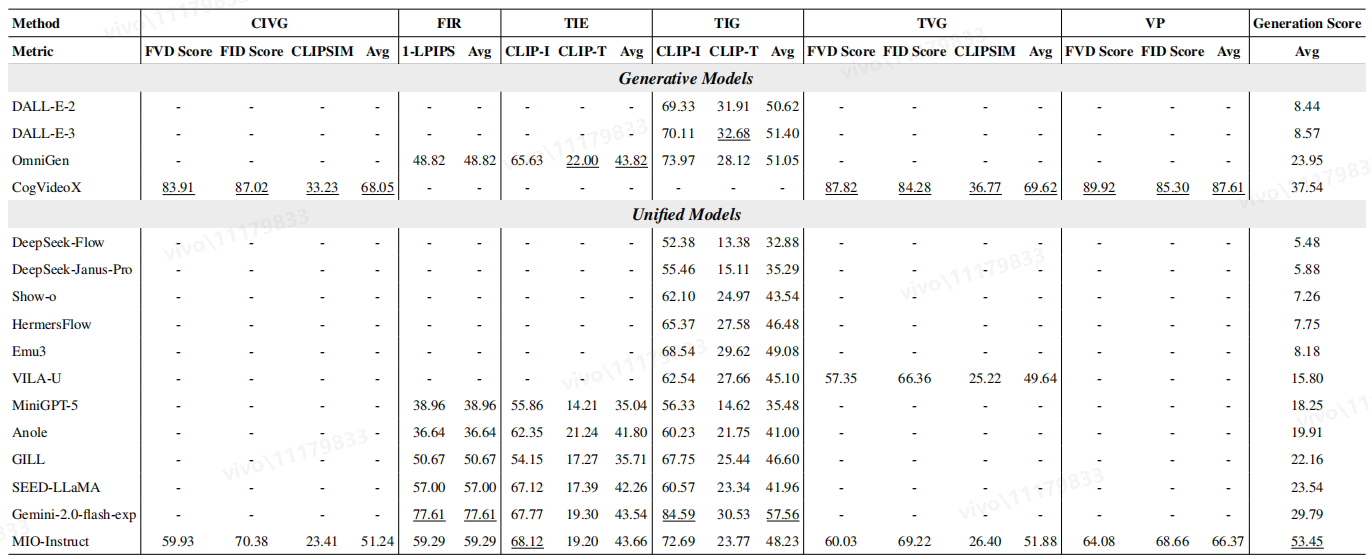 Method CIVG FIR TIE TIG TVG VP Generation Score
Metric FVD Score FID Score CLIPSIM Avg 1-LPIPS Avg CLIP-I CLIP-T Avg CLIP-I CLIP-T Avg FVD Score FID Score CLIPSIM Avg FVD Score FID Score Avg Avg
Generative Models
DALL-E-2 - - - - - - - - - 69.33 31.91 50.62 - - - - - - - 8.44
DALL-E-3 - - - - - - - - - 70.11 32.68 51.40 - - - - - - - 8.57
OmniGen - - - - 48.82 48.82 65.63 22.00 43.82 73.97 28.12 51.05 - - - - - - - 23.95
CogVideoX 83.91 87.02 33.23 68.05 - - - - - - - - 87.82 84.28 36.77 69.62 89.92 85.30 87.61 37.54
Unified Models
DeepSeek-Flow - - - - - - - - - 52.38 13.38 32.88 - - - - - - - 5.48
DeepSeek-Janus-Pro - - - - - - - - - 55.46 15.11 35.29 - - - - - - - 5.88
Show-o - - - - - - - - - 62.10 24.97 43.54 - - - - - - - 7.26
HermersFlow - - - - - - - - - 65.37 27.58 46.48 - - - - - - - 7.75
Emu3 - - - - - - - - - 68.54 29.62 49.08 - - - - - - - 8.18
VILA-U - - - - - - - - - 62.54 27.66 45.10 57.35 66.36 25.22 49.64 - - - 15.80
MiniGPT-5 - - - - 38.96 38.96 55.86 14.21 35.04 56.33 14.62 35.48 - - - - - - - 18.25
Anole - - - - 36.64 36.64 62.35 21.24 41.80 60.23 21.75 41.00 - - - - - - - 19.91
GILL - - - - 50.67 50.67 54.15 17.27 35.71 67.75 25.44 46.60 - - - - - - - 22.16
SEED-LLaMA - - - - 57.00 57.00 67.12 17.39 42.26 60.57 23.34 41.96 - - - - - - - 23.54
Gemini-2.0-flash-exp - - - - 77.61 77.61 67.77 19.30 43.54 84.59 30.53 57.56 - - - - - - - 29.79
MIO-Instruct 59.93 70.38 23.41 51.24 59.29 59.29 68.12 19.20 43.66 72.69 23.77 48.23 60.03 69.22 26.40 51.88 64.08 68.66 66.37 53.45
vivo\11179833
vivo\11179833
vivo\11179833
vivo\11179833
vivo\11179833
vivo\11179833
vivo\11179833
vivo\11179833